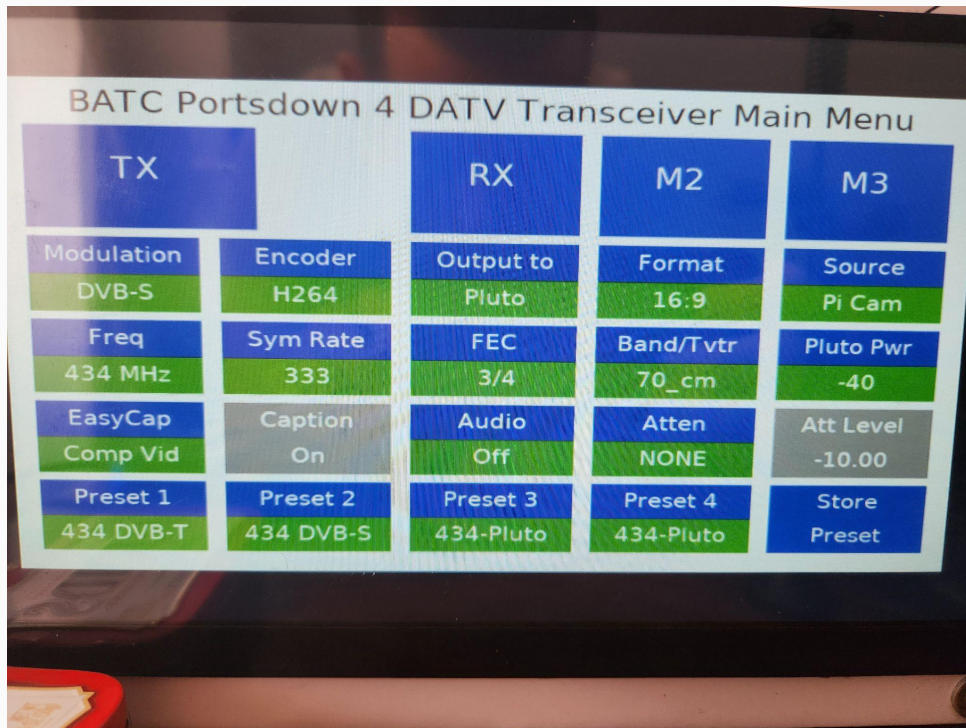 BATC Portsdown 4 DATV Transceiver Main Menu
TX RX M2 M3
Modulation Encoder Output to Format Source
DVB-S H264 Pluto 16:9 Pi Cam
Freq Sym Rate FEC Band/Tvtr Pluto Pwr
434 MHz 333 3/4 70_cm -40
EasyCap Caption Audio Atten Att Level
Comp Vid On Off NONE -10.00
Preset 1 Preset 2 Preset 3 Preset 4 Store
434 DVB-T 434 DVB-S 434-Pluto 434-Pluto Preset